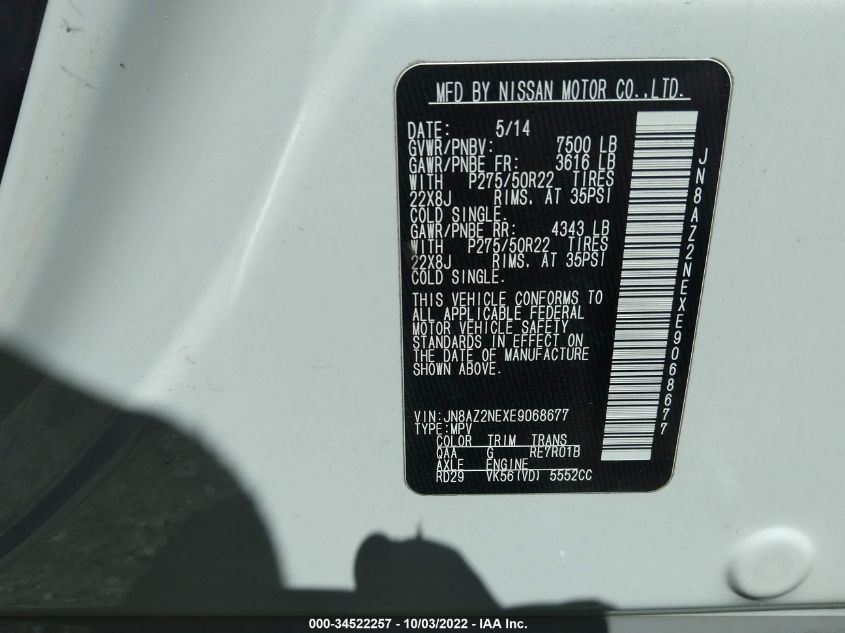 MFD BY NISSAN MOTOR CO.,LTD.
DATE: 5/14
GVWR/PNBV: 7500 LB
GAWR/PNBE FR: 3616 LB
WITH P275/50R22 TIRES
22X8J RIMS. AT 35PSI
COLD SINGLE.
GAWR/PNBE RR: 4343 LB
WITH P275/50R22 TIRES
22X8J RIMS. AT 35PSI
COLD SINGLE.
THIS VEHICLE CONFORMS TO
ALL APPLICABLE FEDERAL
MOTOR VEHICLE SAFETY
STANDARDS IN EFFECT ON
THE DATE OF MANUFACTURE
SHOWN ABOVE.
VIN:JN8AZ2NEXE9068677
TYPE:MPV
COLOR TRIM TRANS
QAA G RE7R01B
AXLE ENGINE
RD29 VK56(VD) 5552CC
JN8AZ2NEXE9068677
000-34522257 - 10/03/2022 - IAA Inc.